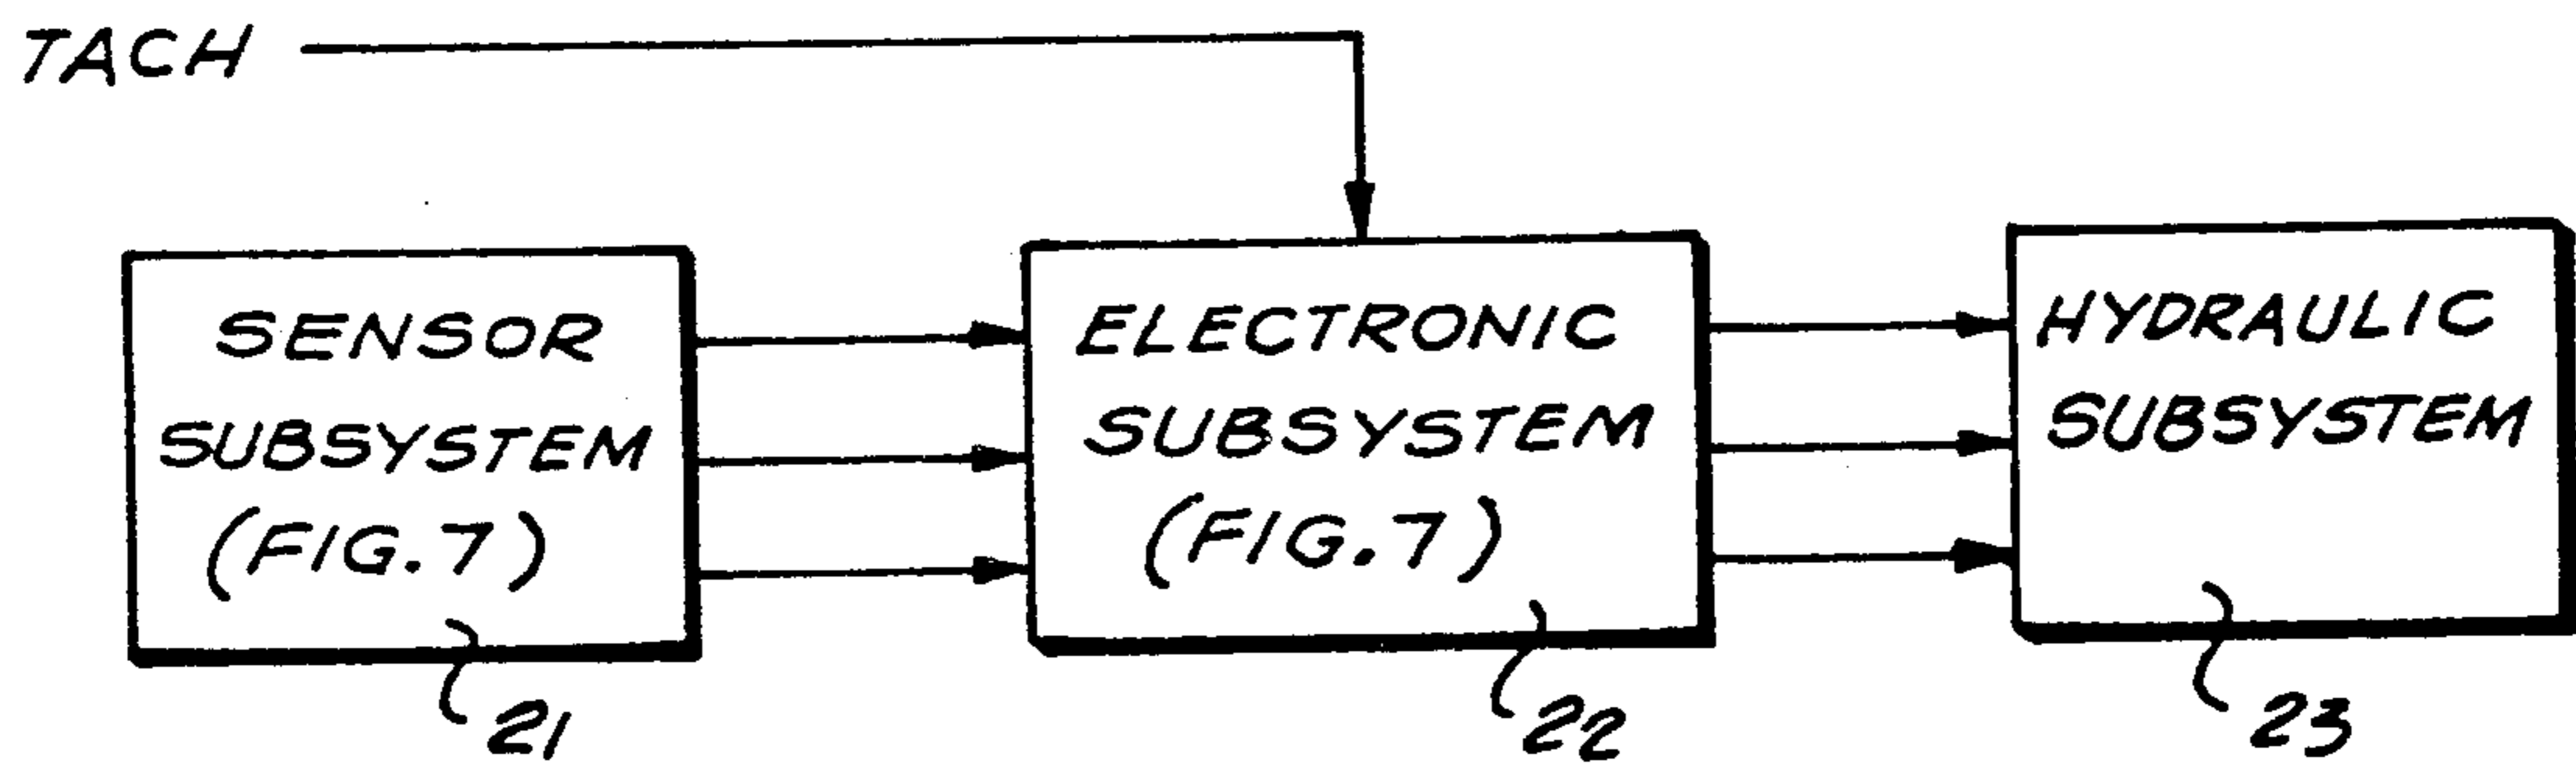 TACH
SENSOR
SUBSYSTEM
(FIG. 7)
21
ELECTRONIC
SUBSYSTEM
(FIG. 7)
22
HYDRAULIC
SUBSYSTEM
23